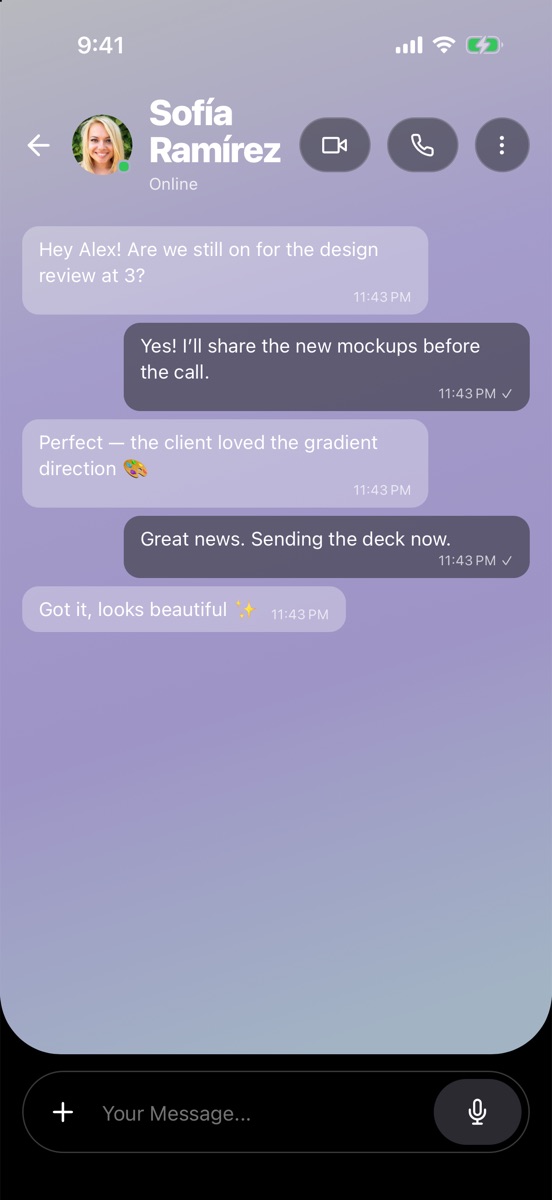 9:41
Sofía
Ramírez
Online
Hey Alex! Are we still on for the design
review at 3?
11:43 PM
Yes! I’ll share the new mockups before
the call.
11:43 PM ✓
Perfect — the client loved the gradient
direction 🎨
11:43 PM
Great news. Sending the deck now.
11:43 PM ✓
Got it, looks beautiful ✨ 11:43 PM
Your Message...